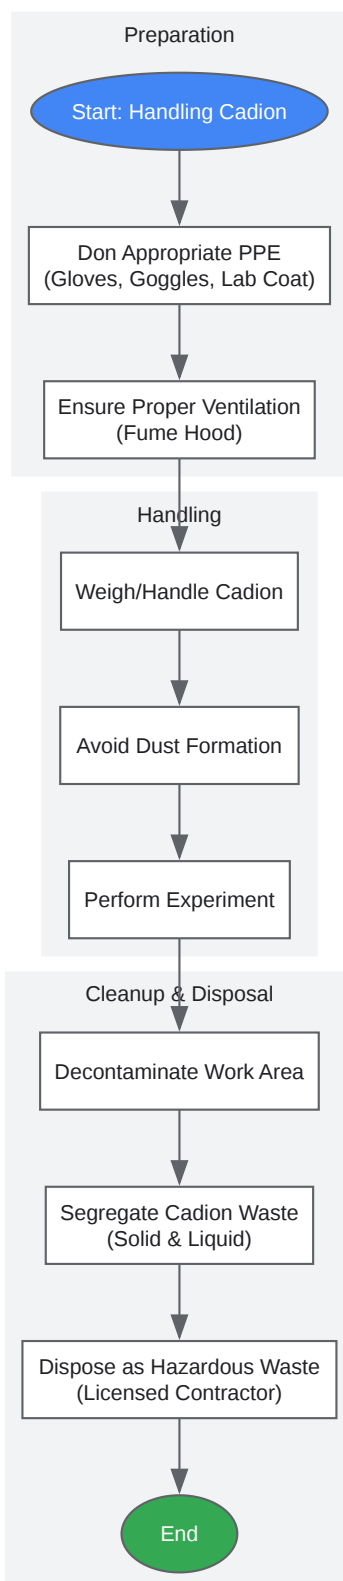 Preparation
Start: Handling Cadion
Don Appropriate PPE
(Gloves, Goggles, Lab Coat)
Ensure Proper Ventilation
(Fume Hood)
Handling
Weigh/Handle Cadion
Avoid Dust Formation
Perform Experiment
Cleanup & Disposal
Decontaminate Work Area
Segregate Cadion Waste
(Solid & Liquid)
Dispose as Hazardous Waste
(Licensed Contractor)
End